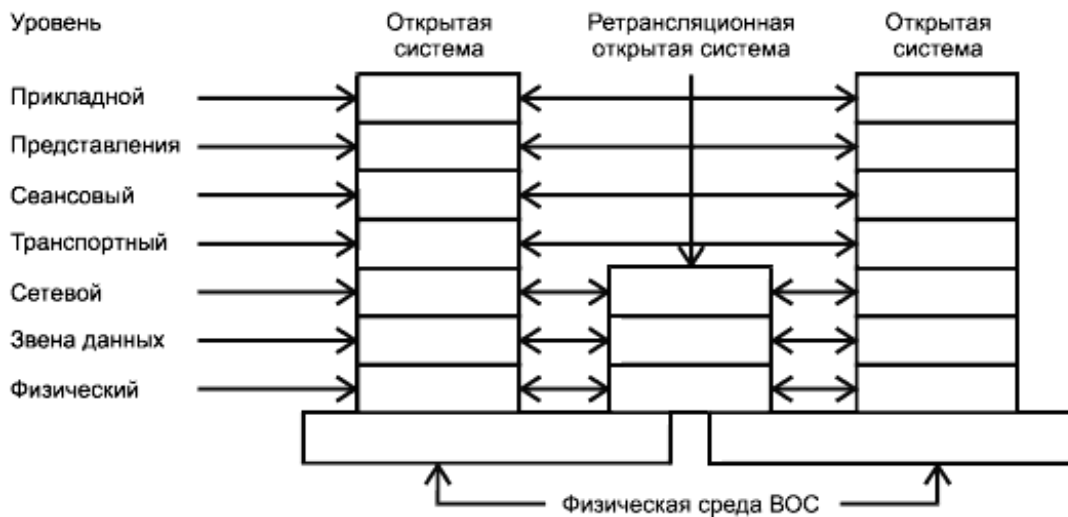 Уровень
Открытая
система
Ретрансляционная
открытая система
Открытая
система
Прикладной
Представления
Сеансовый
Транспортный
Сетевой
Звена данных
Физический
Физическая среда ВОС